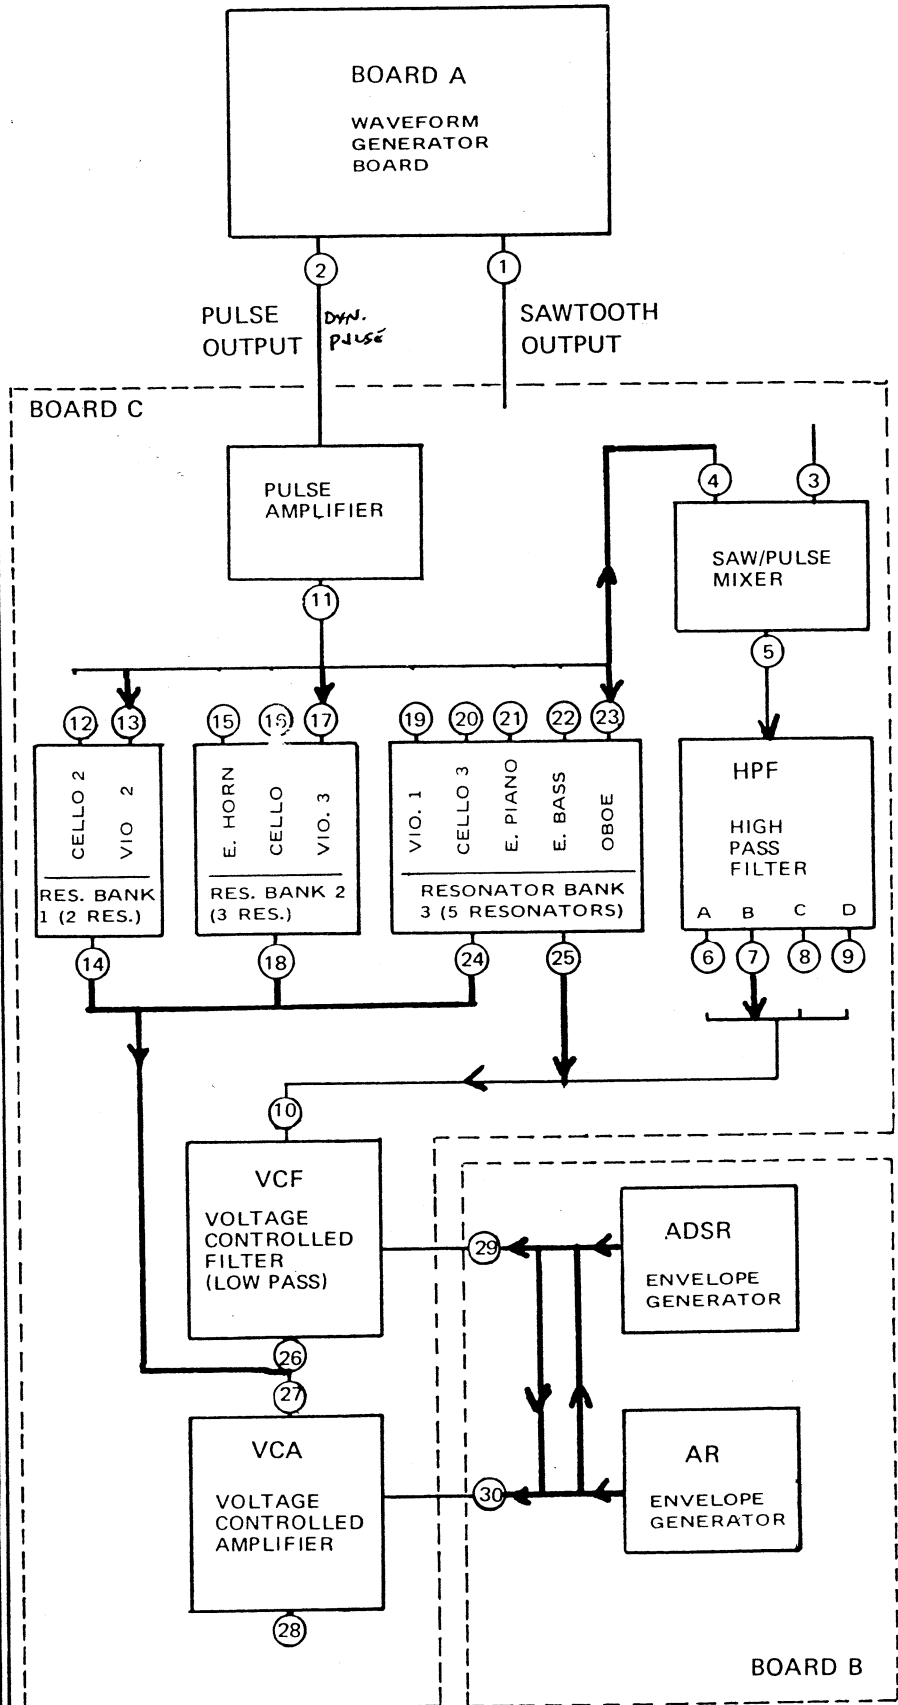 BOARD A
WAVEFORM
GENERATOR
BOARD
2
1
PULSE
OUTPUT
DYN.
PULSE
SAWTOOTH
OUTPUT
BOARD C
PULSE
AMPLIFIER
4
3
SAW/PULSE
MIXER
11
5
12
13
15
16
17
19
20
21
22
23
CELLO 2
VIO 2
E. HORN
CELLO
VIO. 3
VIO. 1
CELLO 3
E. PIANO
E. BASS
OBOE
RES. BANK
1 (2 RES.)
RES. BANK 2
(3 RES.)
RESONATOR BANK
3 (5 RESONATORS)
HPF
HIGH
PASS
FILTER
A B C D
14
18
24
25
6
7
8
9
10
VCF
VOLTAGE
CONTROLLED
FILTER
(LOW PASS)
29
ADSR
ENVELOPE
GENERATOR
26
27
VCA
VOLTAGE
CONTROLLED
AMPLIFIER
30
AR
ENVELOPE
GENERATOR
28
BOARD B